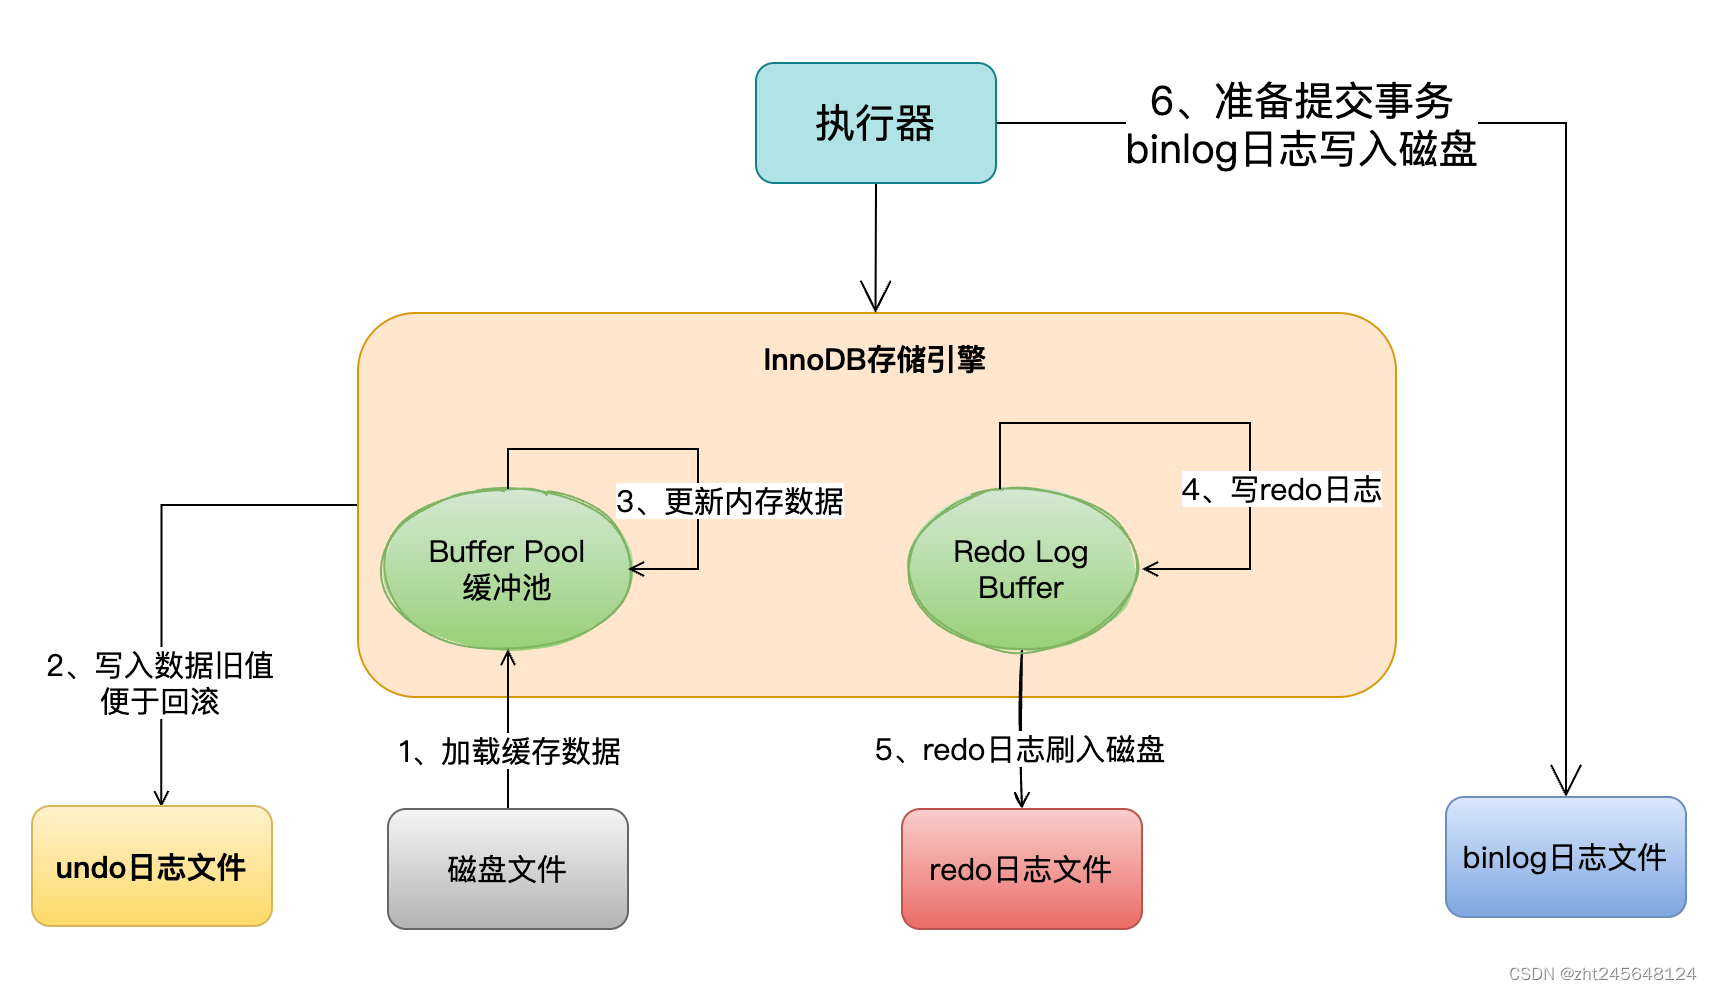 执行器
6、准备提交事务
binlog日志写入磁盘
InnoDB存储引擎
3、更新内存数据
4、写redo日志
Buffer Pool
缓冲池
Redo Log
Buffer
2、写入数据旧值
便于回滚
1、加载缓存数据
5、redo日志刷入磁盘
undo日志文件
磁盘文件
redo日志文件
binlog日志文件
CSDN @zht245648124